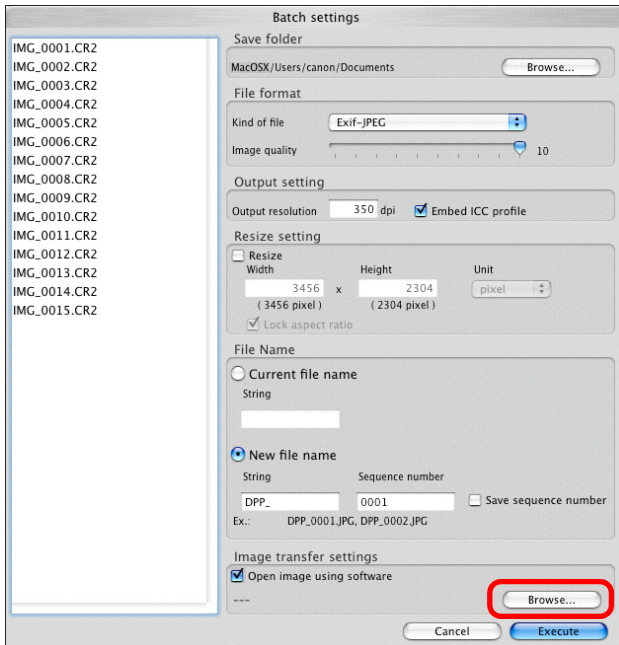 Batch settings
IMG_0001.CR2
IMG_0002.CR2
IMG_0003.CR2
IMG_0004.CR2
IMG_0005.CR2
IMG_0006.CR2
IMG_0007.CR2
IMG_0008.CR2
IMG_0009.CR2
IMG_0010.CR2
IMG_0011.CR2
IMG_0012.CR2
IMG_0013.CR2
IMG_0014.CR2
IMG_0015.CR2
Save folder
MacOSX/Users/canon/Documents Browse...
File format
Kind of file Exif-JPEG
Image quality 10
Output setting
Output resolution 350 dpi Embed ICC profile
Resize setting
Resize
Width Height Unit
3456 x 2304 pixel
(3456 pixel) (2304 pixel)
Lock aspect ratio
File Name
Current file name
String
New file name
String Sequence number
DPP_ 0001 Save sequence number
Ex.: DPP_0001.JPG, DPP_0002.JPG
Image transfer settings
Open image using software
--- Browse...
Cancel Execute